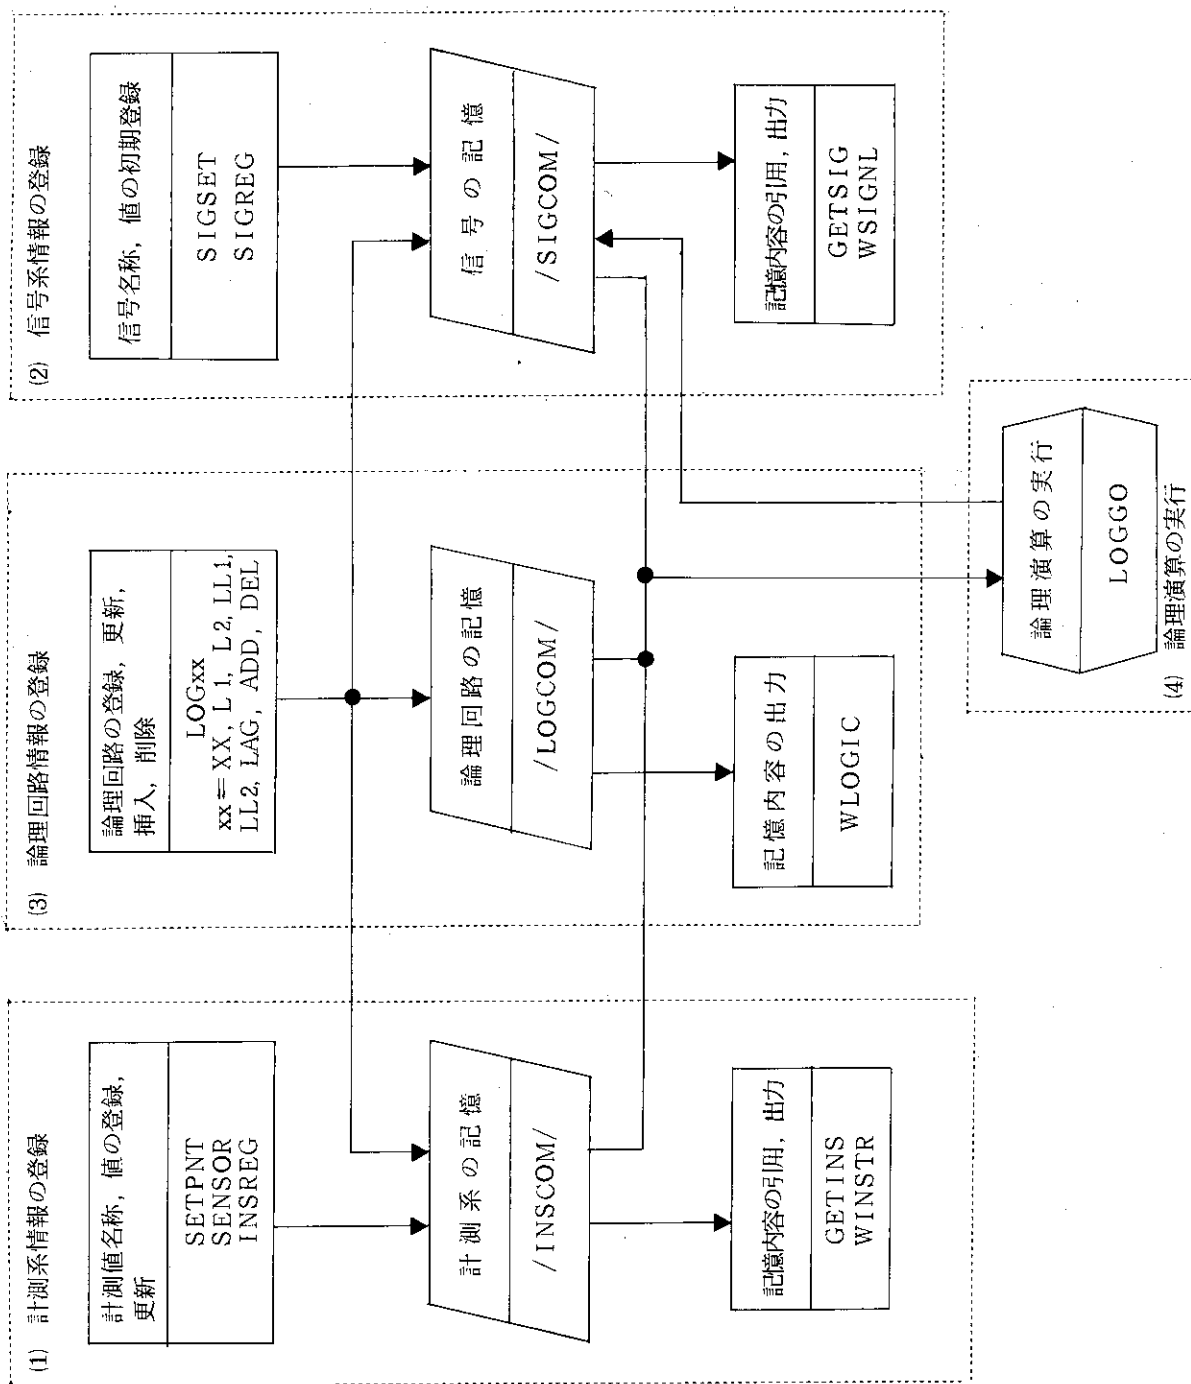 (1) 計測系情報の登録
計測値名称, 値の登録,
更新
SETPNT
SENSOR
INSREG
計測系の記憶
/INSCOM/
記憶内容の引用, 出力
GETINS
WINSTR
(3) 論理回路情報の登録
論理回路の登録, 更新,
挿入, 削除
LOGxx
xx=XX, L1, L2, LL1,
LL2, LAG, ADD, DEL
論理回路の記憶
/LOGCOM/
記憶内容の出力
WLOGIC
(2) 信号系情報の登録
信号名称, 値の初期登録
SIGSET
SIGREG
信号の記憶
/SIGCOM/
記憶内容の引用, 出力
GETSIG
WSIGNL
論理演算の実行
LOGGO
(4) 論理演算の実行